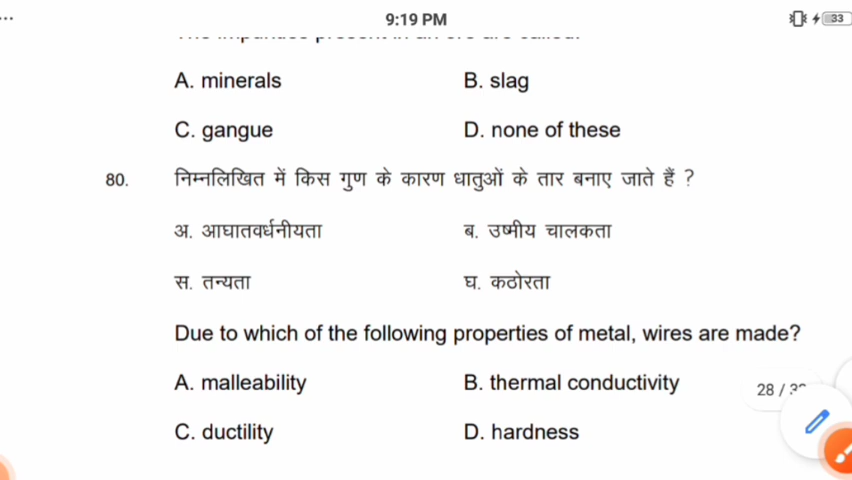 9:19 PM
33
A. minerals
B. slag
C. gangue
D. none of these
80. निम्नलिखित में किस गुण के कारण धातुओं के तार बनाए जाते हैं ?
अ. आघातवर्धनीयता
ब. उष्मीय चालकता
स. तन्यता
घ. कठोरता
Due to which of the following properties of metal, wires are made?
A. malleability
B. thermal conductivity
28 /
C. ductility
D. hardness